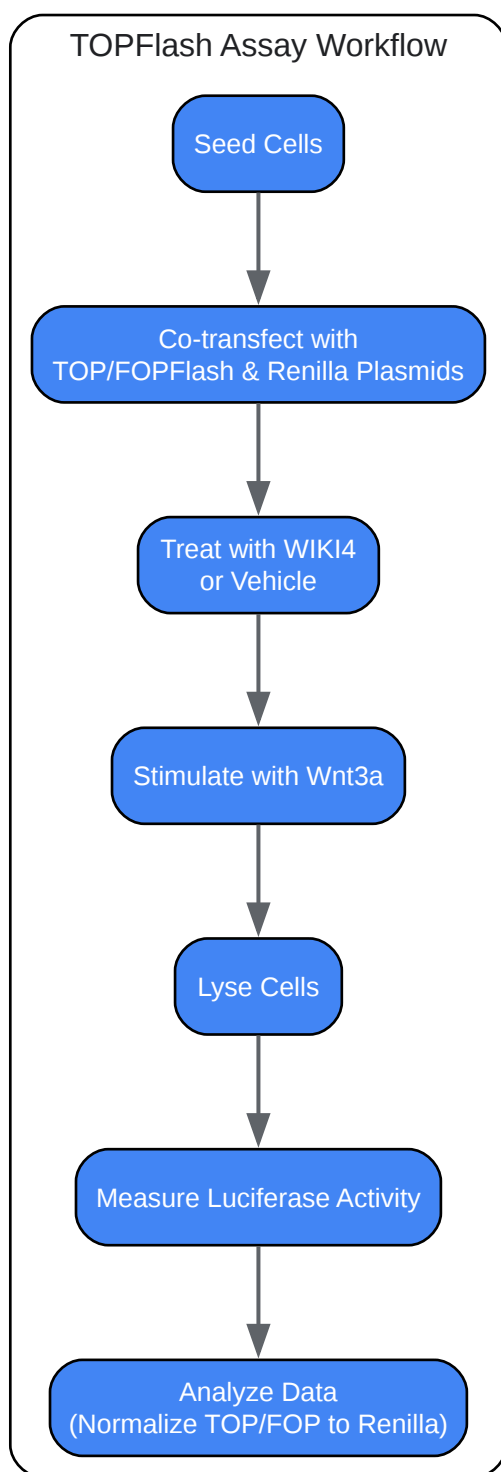 TOPFlash Assay Workflow
Seed Cells
Co-transfect with
TOP/FOPFlash & Renilla Plasmids
Treat with WIKI4
or Vehicle
Stimulate with Wnt3a
Lyse Cells
Measure Luciferase Activity
Analyze Data
(Normalize TOP/FOP to Renilla)